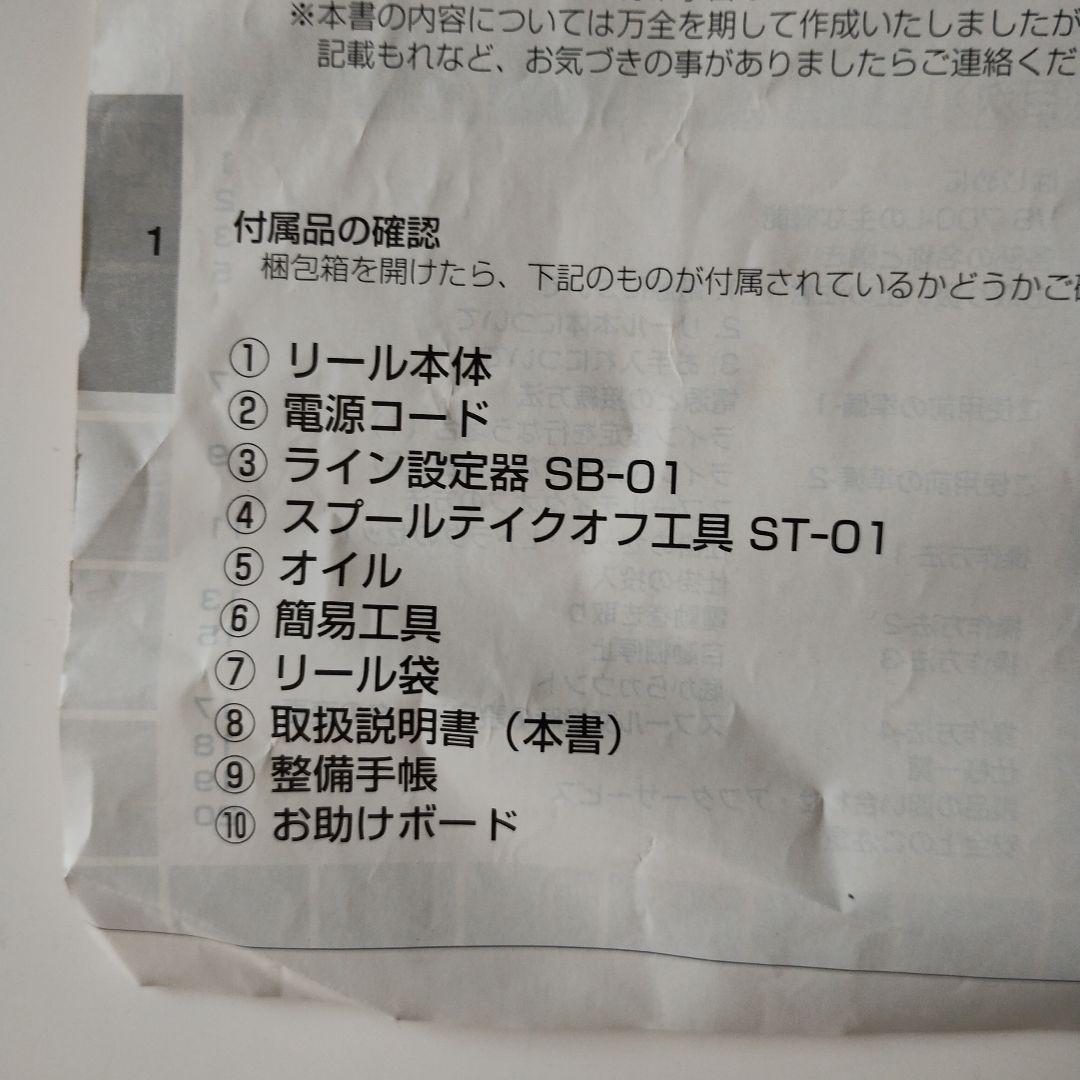 ※本書の内容については万全を期して作成いたしましたが
記載もれなど、お気づきの事がありましたらご連絡くだ
1
付属品の確認
梱包箱を開けたら、下記のものが付属されているかどうかご確
① リール本体
② 電源コード
③ ライン設定器 SB-01
④ スプールテイクオフ工具 ST-01
⑤ オイル
⑥ 簡易工具
⑦ リール袋
⑧ 取扱説明書（本書）
⑨ 整備手帳
⑩ お助けボード